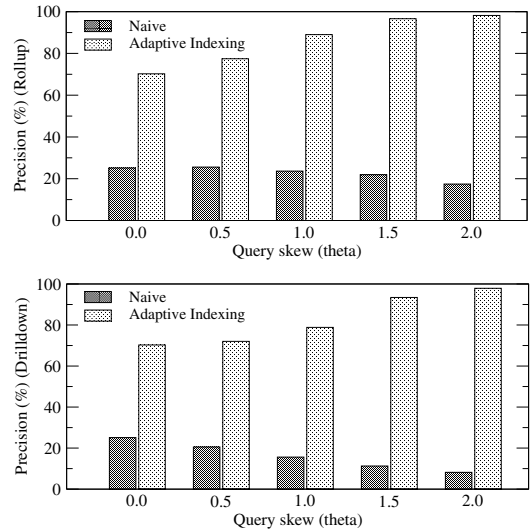 Naive
Adaptive Indexing
Precision (%) (Rollup)
100
80
60
40
20
0
0.0 0.5 1.0 1.5 2.0
Query skew (theta)
Naive
Adaptive Indexing
Precision (%) (Drilldown)
100
80
60
40
20
0
0.0 0.5 1.0 1.5 2.0
Query skew (theta)